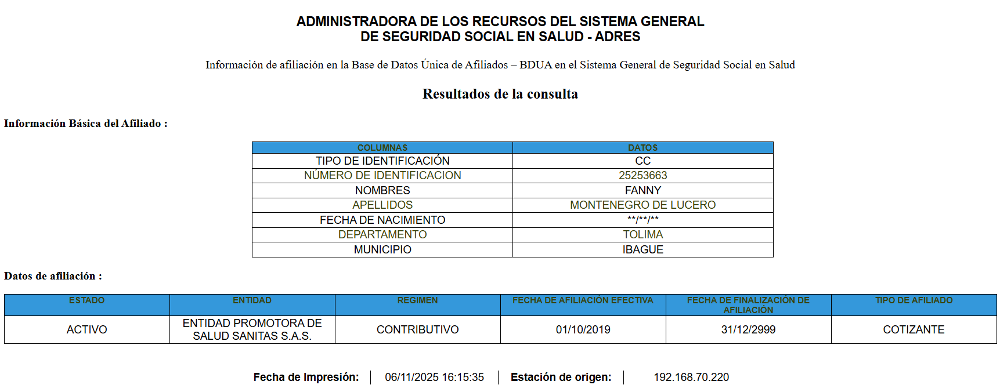 ADMINISTRADORA DE LOS RECURSOS DEL SISTEMA GENERAL
DE SEGURIDAD SOCIAL EN SALUD - ADRES
Información de afiliación en la Base de Datos Única de Afiliados – BDUA en el Sistema General de Seguridad Social en Salud
Resultados de la consulta
Información Básica del Afiliado :
COLUMNAS DATOS
TIPO DE IDENTIFICACIÓN CC
NÚMERO DE IDENTIFICACION 25253663
NOMBRES FANNY
APELLIDOS MONTENEGRO DE LUCERO
FECHA DE NACIMIENTO **/**/**
DEPARTAMENTO TOLIMA
MUNICIPIO IBAGUE
Datos de afiliación :
ESTADO ENTIDAD REGIMEN FECHA DE AFILIACIÓN EFECTIVA FECHA DE FINALIZACIÓN DE TIPO DE AFILIADO
AFILIACIÓN
ACTIVO ENTIDAD PROMOTORA DE CONTRIBUTIVO 01/10/2019 31/12/2999 COTIZANTE
SALUD SANITAS S.A.S.
Fecha de Impresión: 06/11/2025 16:15:35 Estación de origen: 192.168.70.220